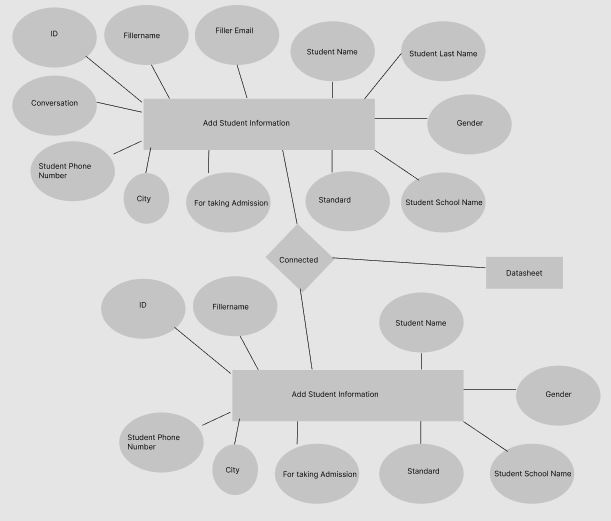 ID
Fillername
Filler Email
Student Name
Student Last Name
Conversation
Add Student Information
Gender
Student Phone
Number
City
For taking Admission
Standard
Student School Name
Connected
Datasheet
ID
Fillername
Student Name
Add Student Information
Gender
Student Phone
Number
City
For taking Admission
Standard
Student School Name